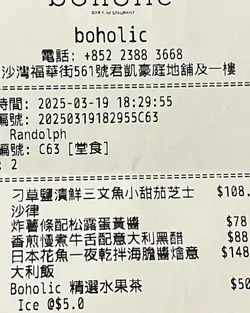 boholic
BAR & RESTAURANT
boholic
電話: +852 2388 3668
沙灣福華街561號君凱豪庭地舖及一樓
時間: 2025-03-19 18:29:55
編號: 20250319182955C63
Randolph
編號: C63 [堂食]
: 2
刁草鹽漬鮮三文魚小甜茄芝士 $108.
沙律
炸薯條配松露蛋黃醬 $78
香煎慢煮牛舌配意大利黑醋 $88
日本花魚一夜乾拌海膽醬燴意 $148
大利飯
Boholic 精選水果茶 $50
Ice @$5.0